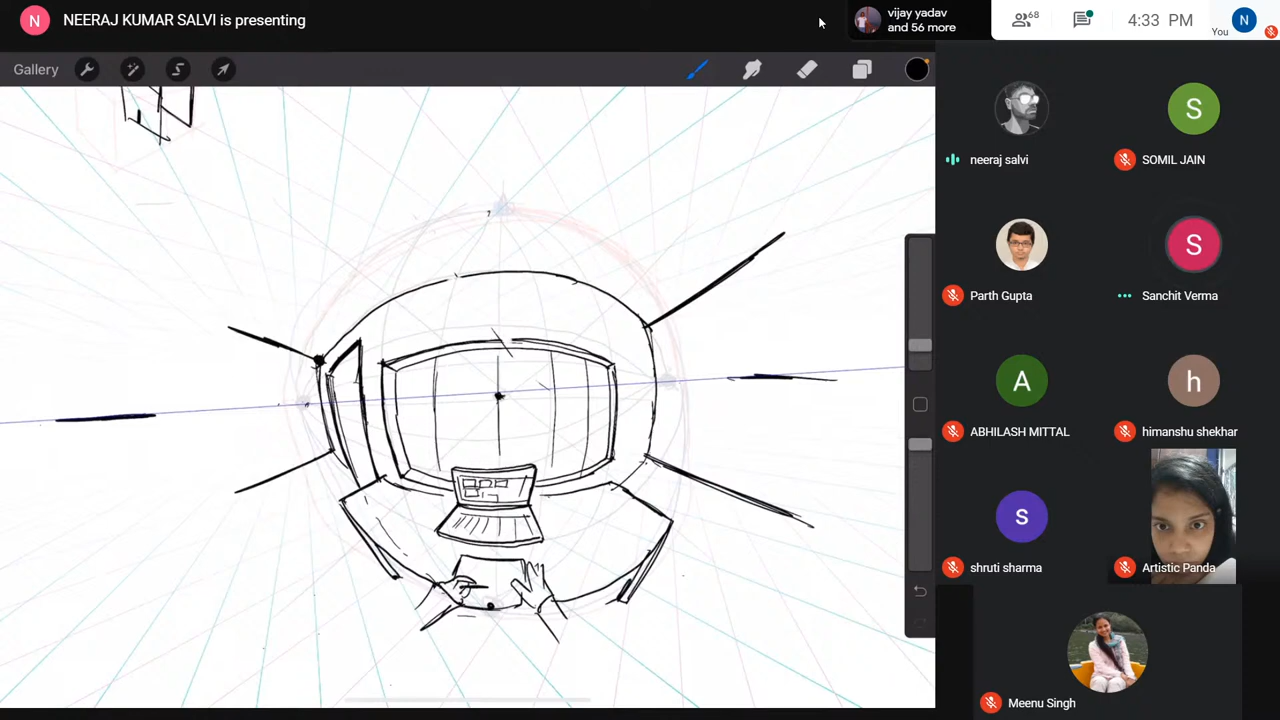 N NEERAJ KUMAR SALVI is presenting
vijay yadav
and 56 more
68
4:33 PM
You
N
Gallery
neeraj salvi
S
SOMIL JAIN
Parth Gupta
S
Sanchit Verma
A
ABHILASH MITTAL
h
himanshu shekhar
s
shruti sharma
Artistic Panda
Meenu Singh